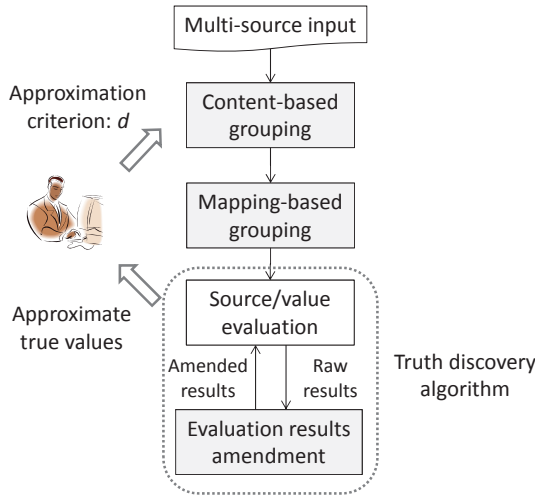 Multi-source input
Approximation
criterion: d
Content-based
grouping
Mapping-based
grouping
Approximate
true values
Source/value
evaluation
Amended
results
Raw
results
Truth discovery
algorithm
Evaluation results
amendment